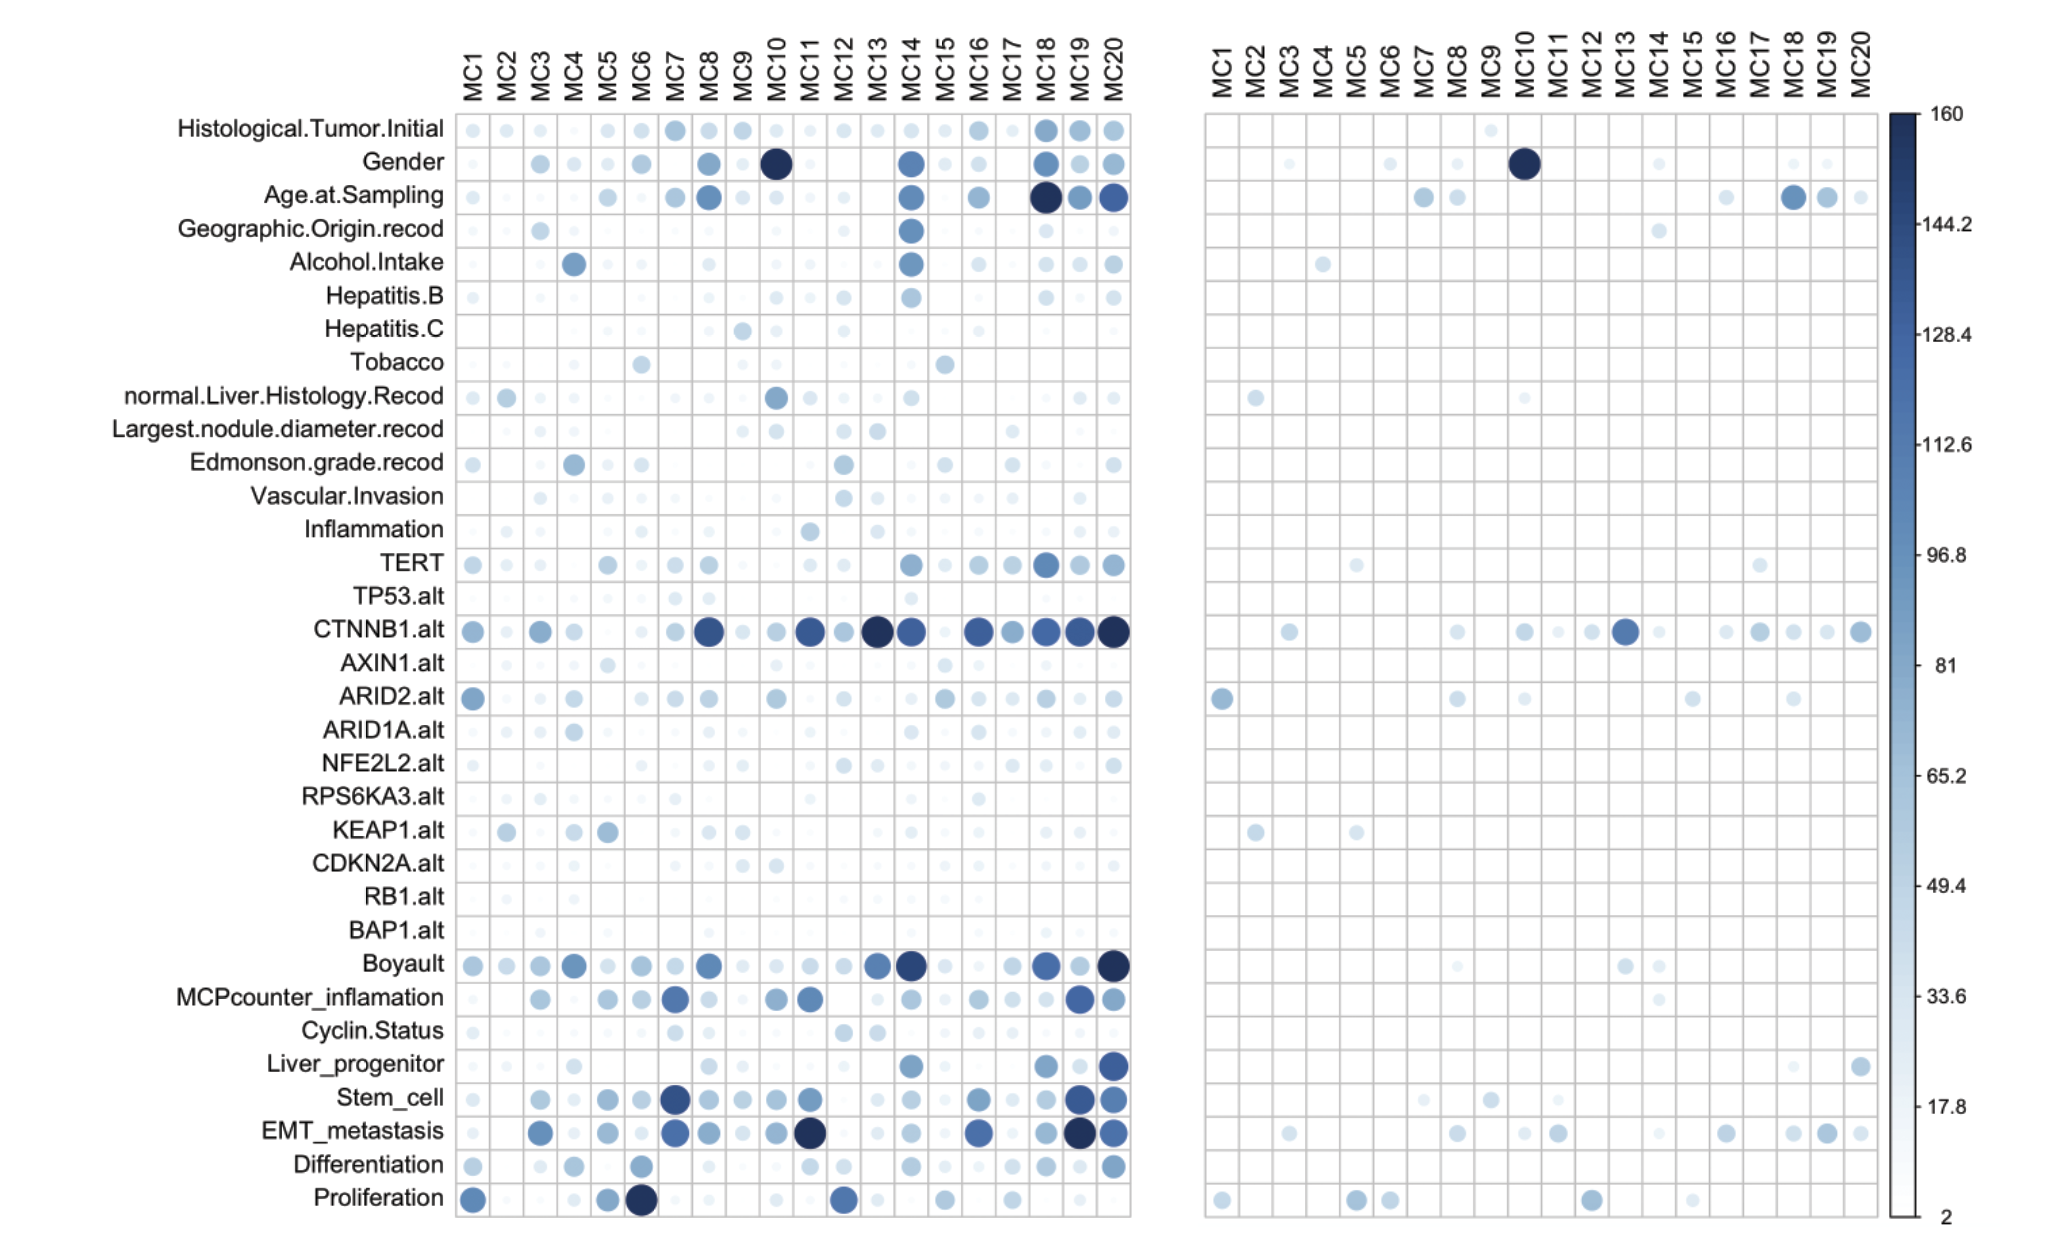 MC1 MC2 MC3 MC4 MC5 MC6 MC7 MC8 MC9 MC10 MC11 MC12 MC13 MC14 MC15 MC16 MC17 MC18 MC19 MC20
MC1 MC2 MC3 MC4 MC5 MC6 MC7 MC8 MC9 MC10 MC11 MC12 MC13 MC14 MC15 MC16 MC17 MC18 MC19 MC20
Histological.Tumor.Initial
Gender
Age.at.Sampling
Geographic.Origin.recod
Alcohol.Intake
Hepatitis.B
Hepatitis.C
Tobacco
normal.Liver.Histology.Recod
Largest.nodule.diameter.recod
Edmonson.grade.recod
Vascular.Invasion
Inflammation
TERT
TP53.alt
CTNNB1.alt
AXIN1.alt
ARID2.alt
ARID1A.alt
NFE2L2.alt
RPS6KA3.alt
KEAP1.alt
CDKN2A.alt
RB1.alt
BAP1.alt
Boyault
MCPcounter_inflamation
Cyclin.Status
Liver_progenitor
Stem_cell
EMT_metastasis
Differentiation
Proliferation
160
144.2
128.4
112.6
96.8
81
65.2
49.4
33.6
17.8
2